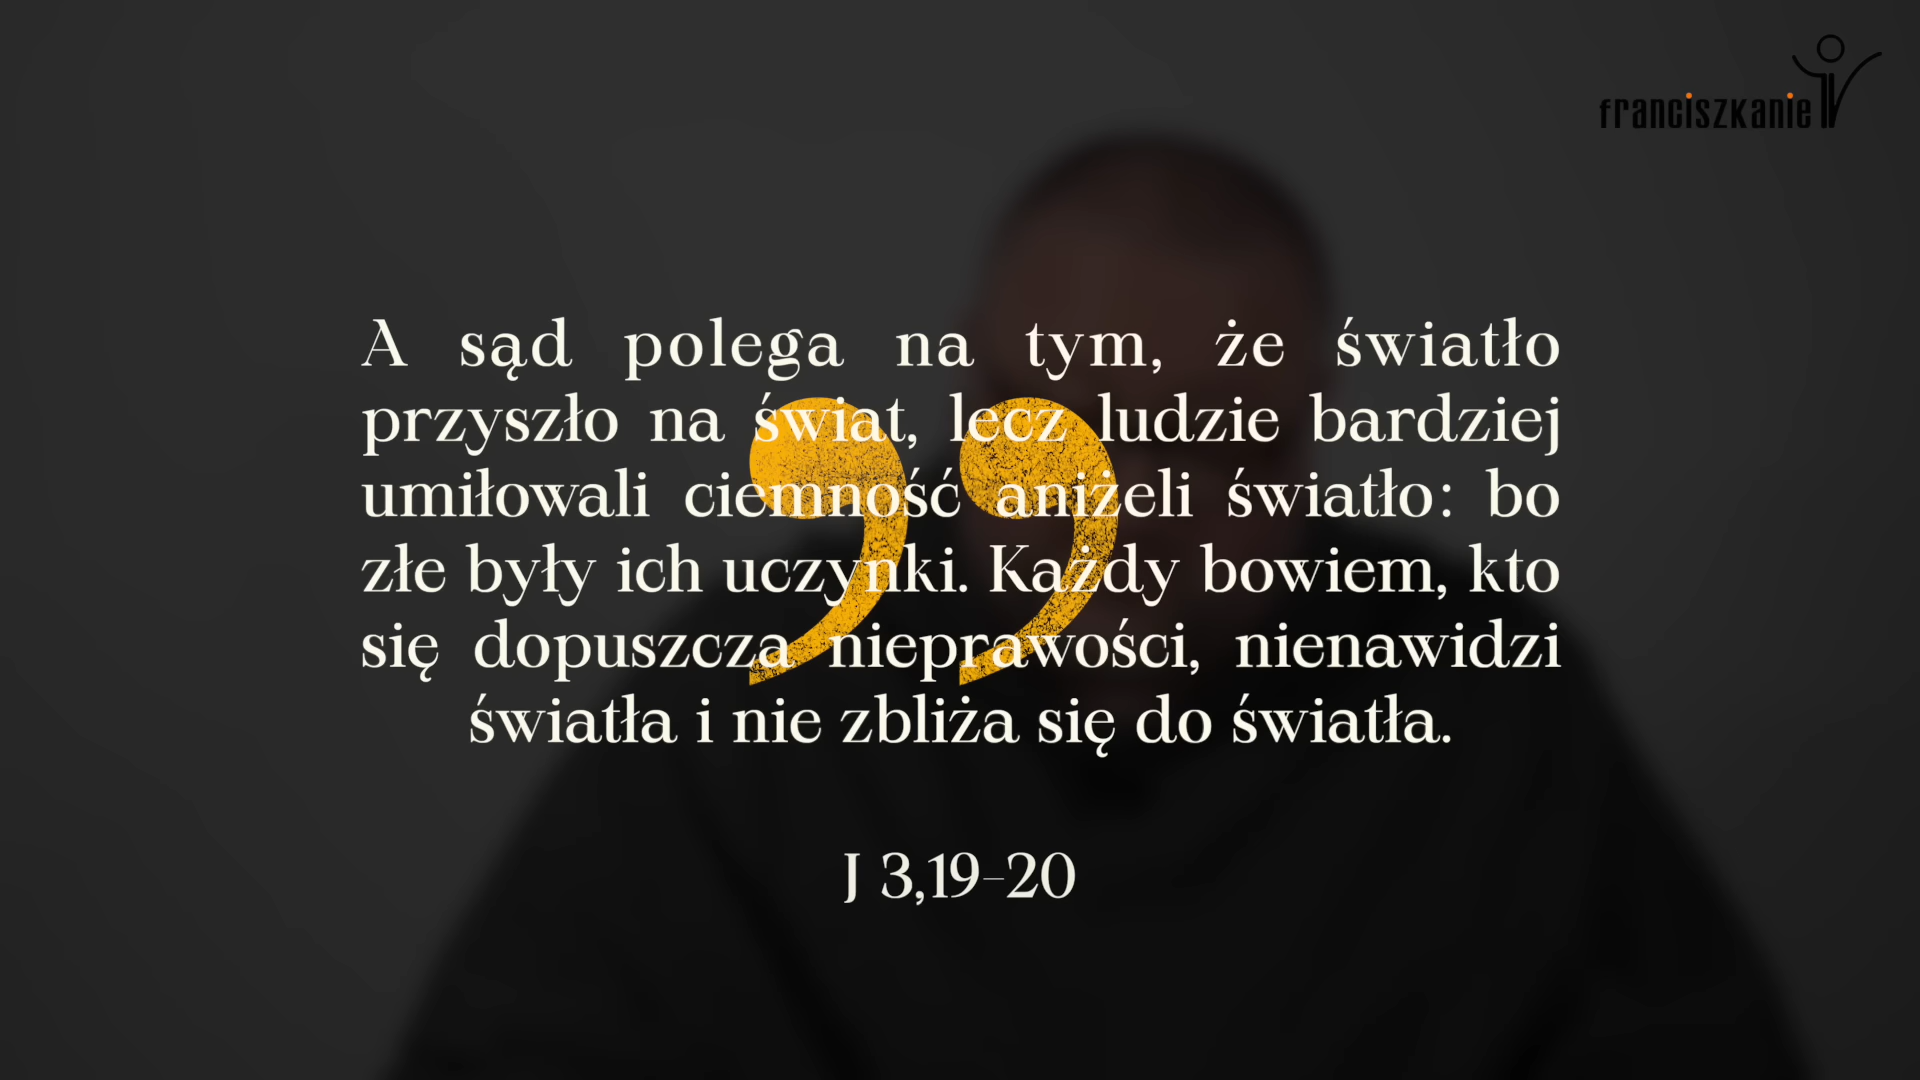 franciszkanie
A sąd polega na tym, że światło
przyszło na świat, lecz ludzie bardziej
umiłowali ciemność aniżeli światło: bo
złe były ich uczynki. Każdy bowiem, kto
się dopuszcza nieprawości, nienawidzi
światła i nie zbliża się do światła.
J 3,19–20